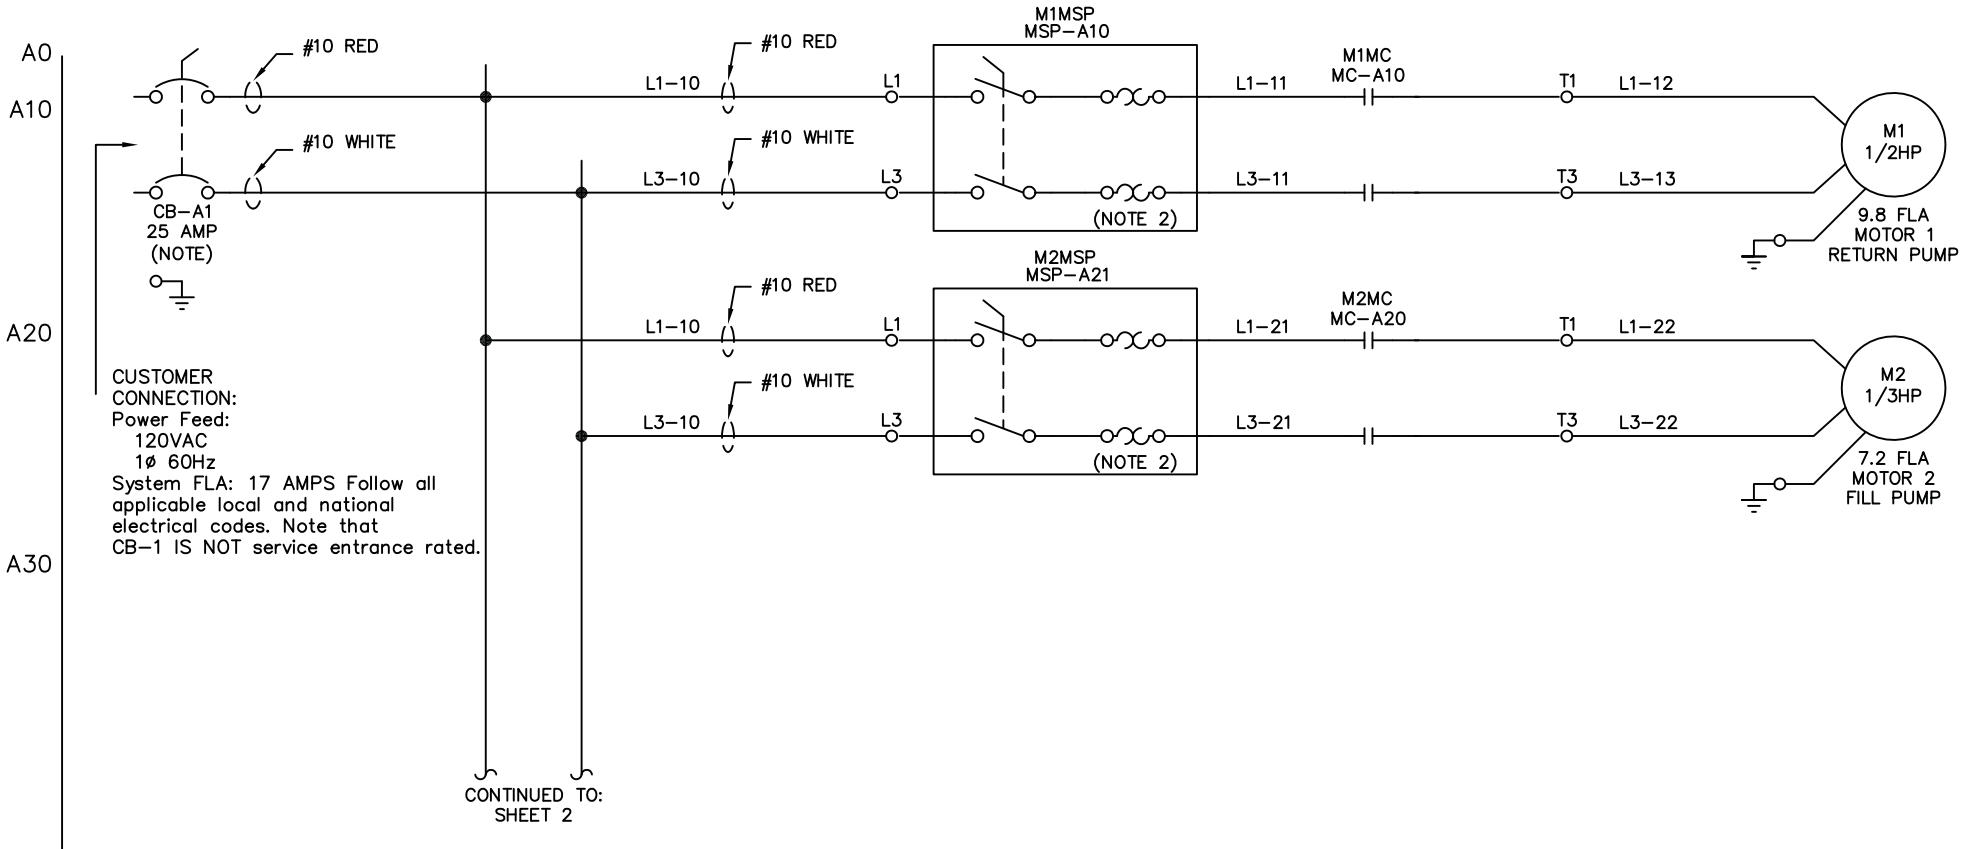 A0
A10
A20
A30
#10 RED
#10 WHITE
CB-A1
25 AMP
(NOTE)
CUSTOMER
CONNECTION:
Power Feed:
120VAC
1ø 60Hz
System FLA: 17 AMPS Follow all
applicable local and national
electrical codes. Note that
CB-1 IS NOT service entrance rated.
CONTINUED TO:
SHEET 2
L1-10
#10 RED
L1
M1MSP
MSP-A10
L1-11
M1MC
MC-A10
T1
L1-12
M1
1/2HP
L3-10
#10 WHITE
L3
(NOTE 2)
L3-11
T3
L3-13
9.8 FLA
MOTOR 1
RETURN PUMP
L1-10
#10 RED
L1
M2MSP
MSP-A21
L1-21
M2MC
MC-A20
T1
L1-22
M2
1/3HP
L3-10
#10 WHITE
L3
(NOTE 2)
L3-21
T3
L3-22
7.2 FLA
MOTOR 2
FILL PUMP